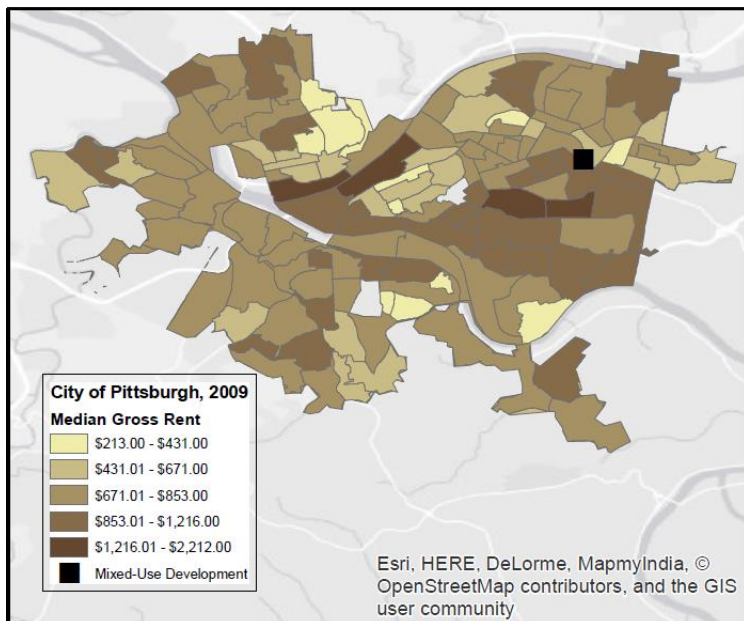 City of Pittsburgh, 2009
Median Gross Rent
$213.00 - $431.00
$431.01 - $671.00
$671.01 - $853.00
$853.01 - $1,216.00
$1,216.01 - $2,212.00
Mixed-Use Development
Esri, HERE, DeLorme, MapmyIndia, ©
OpenStreetMap contributors, and the GIS
user community